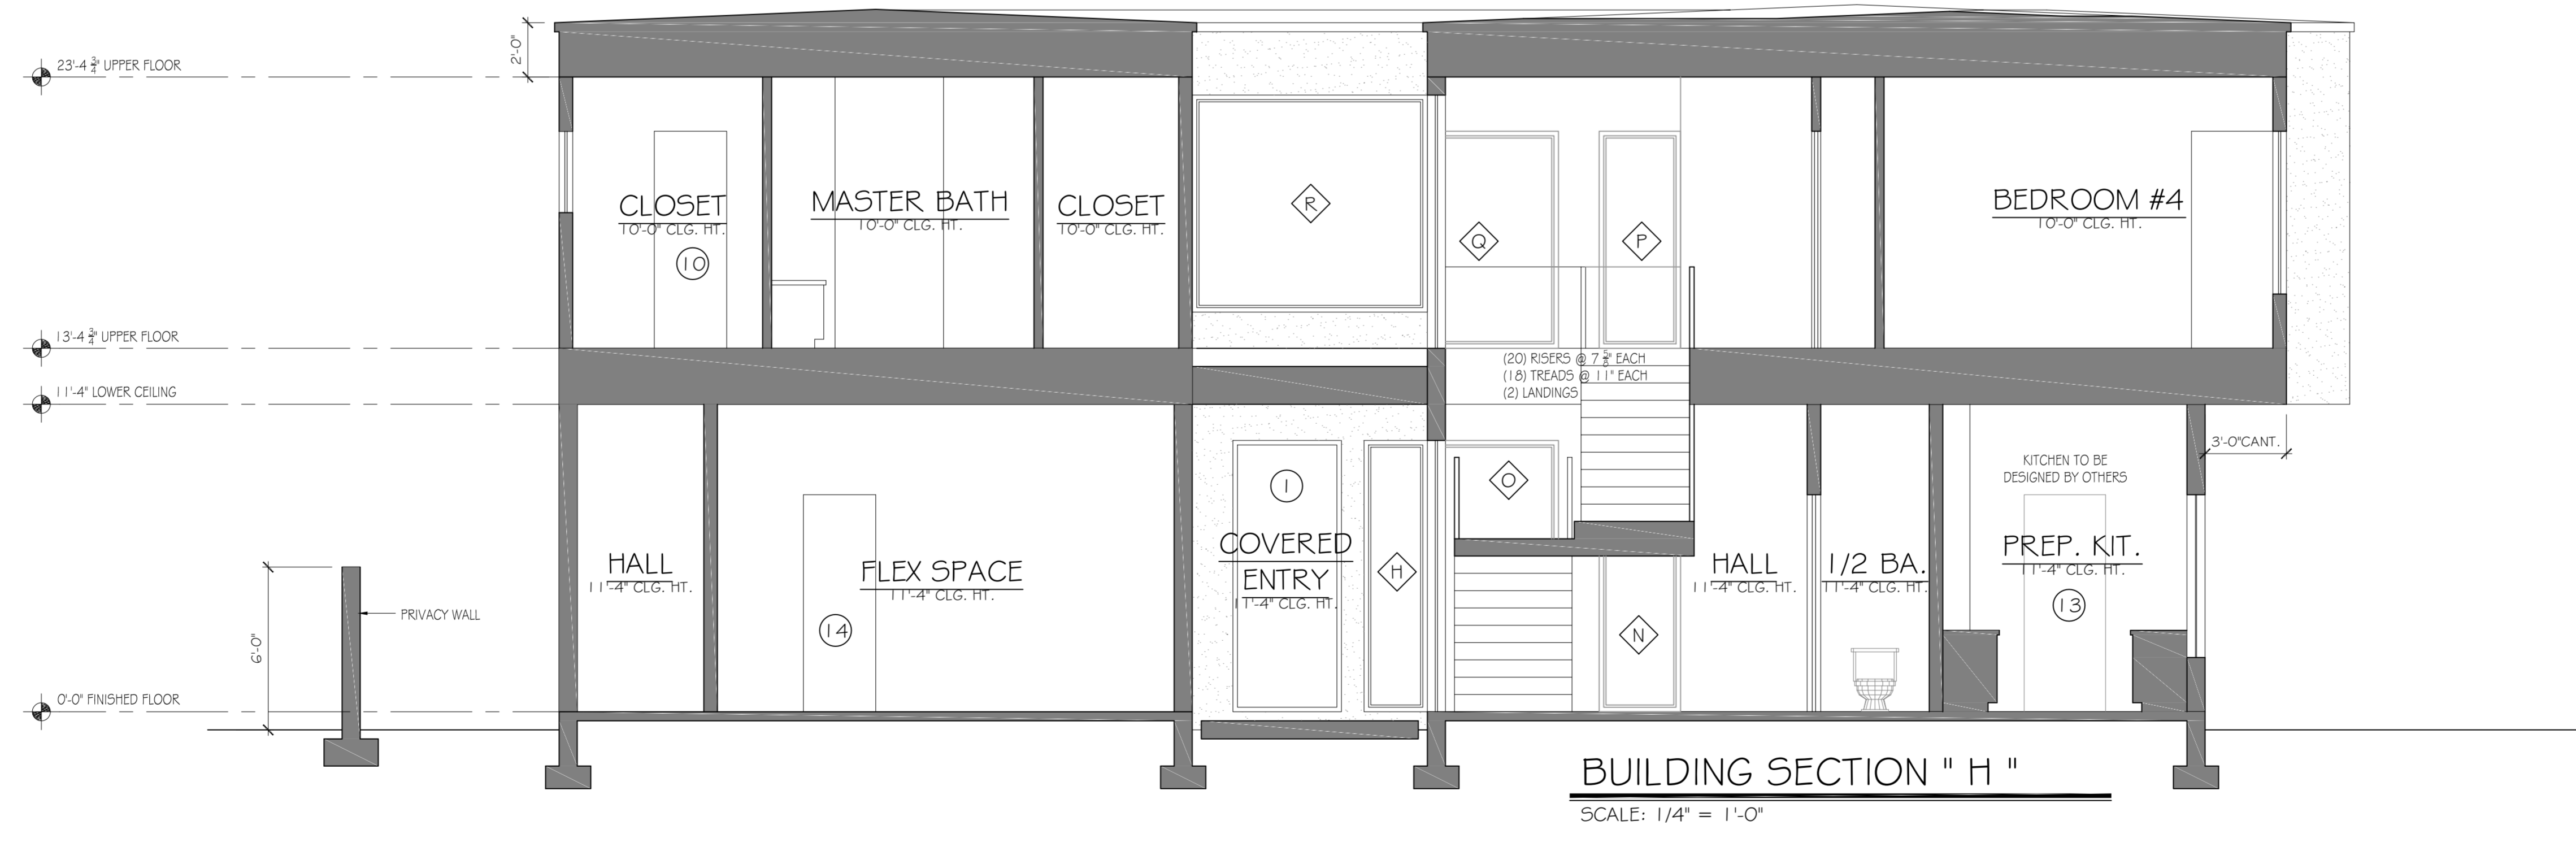 2'-0"
23'-4 3/4" UPPER FLOOR
CLOSET
10'-0" CLG. HT.
10
MASTER BATH
10'-0" CLG. HT.
CLOSET
10'-0" CLG. HT.
R
Q
P
BEDROOM #4
10'-0" CLG. HT.
13'-4 3/4" UPPER FLOOR
11'-4" LOWER CEILING
(20) RISERS @ 7 5/8" EACH
(18) TREADS @ 11" EACH
(2) LANDINGS
3'-0"CANT.
KITCHEN TO BE
DESIGNED BY OTHERS
1
O
COVERED
ENTRY
11'-4" CLG. HT.
H
HALL
11'-4" CLG. HT.
FLEX SPACE
11'-4" CLG. HT.
14
N
HALL
11'-4" CLG. HT.
1/2 BA.
11'-4" CLG. HT.
PREP. KIT.
11'-4" CLG. HT.
13
PRIVACY WALL
6'-0"
0'-0" FINISHED FLOOR
BUILDING SECTION " H "
SCALE: 1/4" = 1'-0"